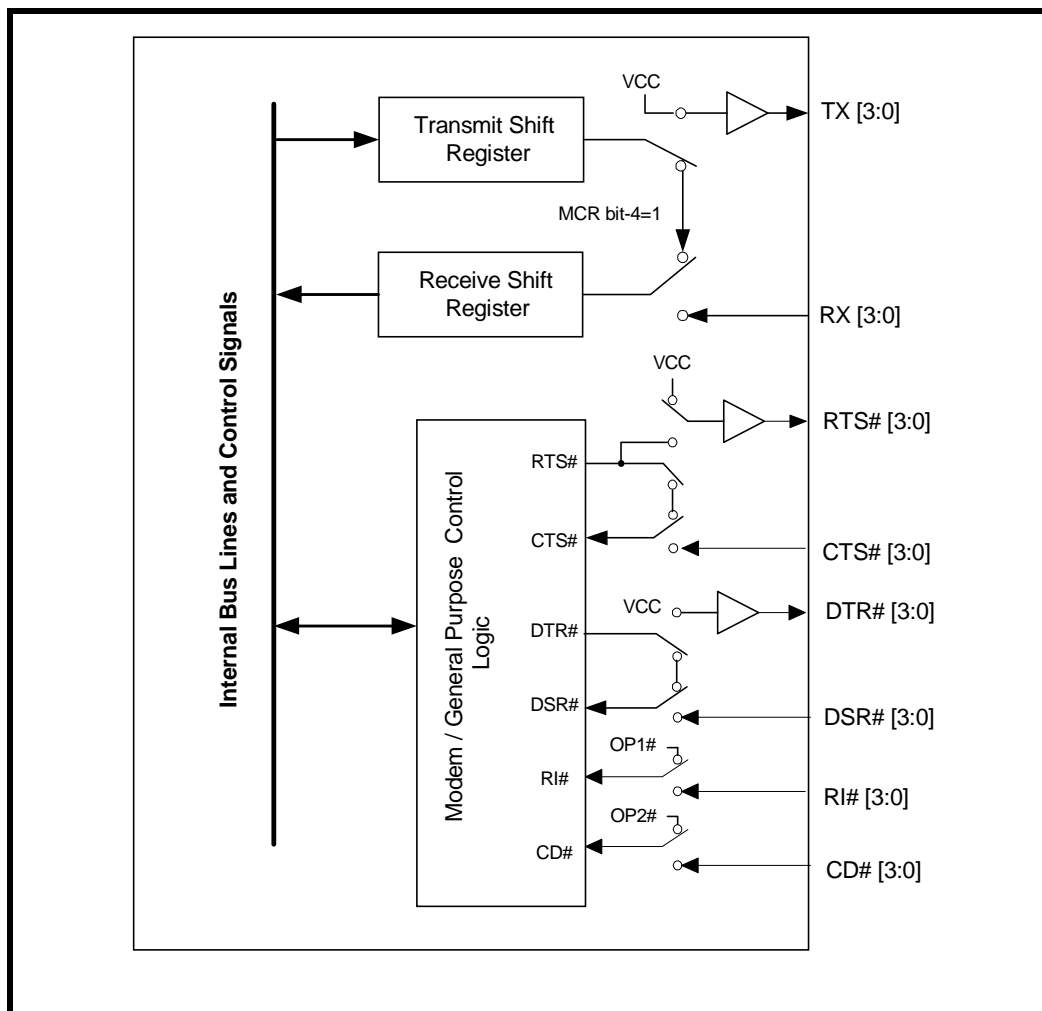 VCC
TX [3:0]
Transmit Shift
Register
MCR bit-4=1
Receive Shift
Register
RX [3:0]
Internal Bus Lines and Control Signals
VCC
RTS# [3:0]
RTS#
CTS#
CTS# [3:0]
Modem / General Purpose Control
Logic
VCC
DTR# [3:0]
DTR#
DSR#
DSR# [3:0]
OP1#
RI#
RI# [3:0]
OP2#
CD#
CD# [3:0]